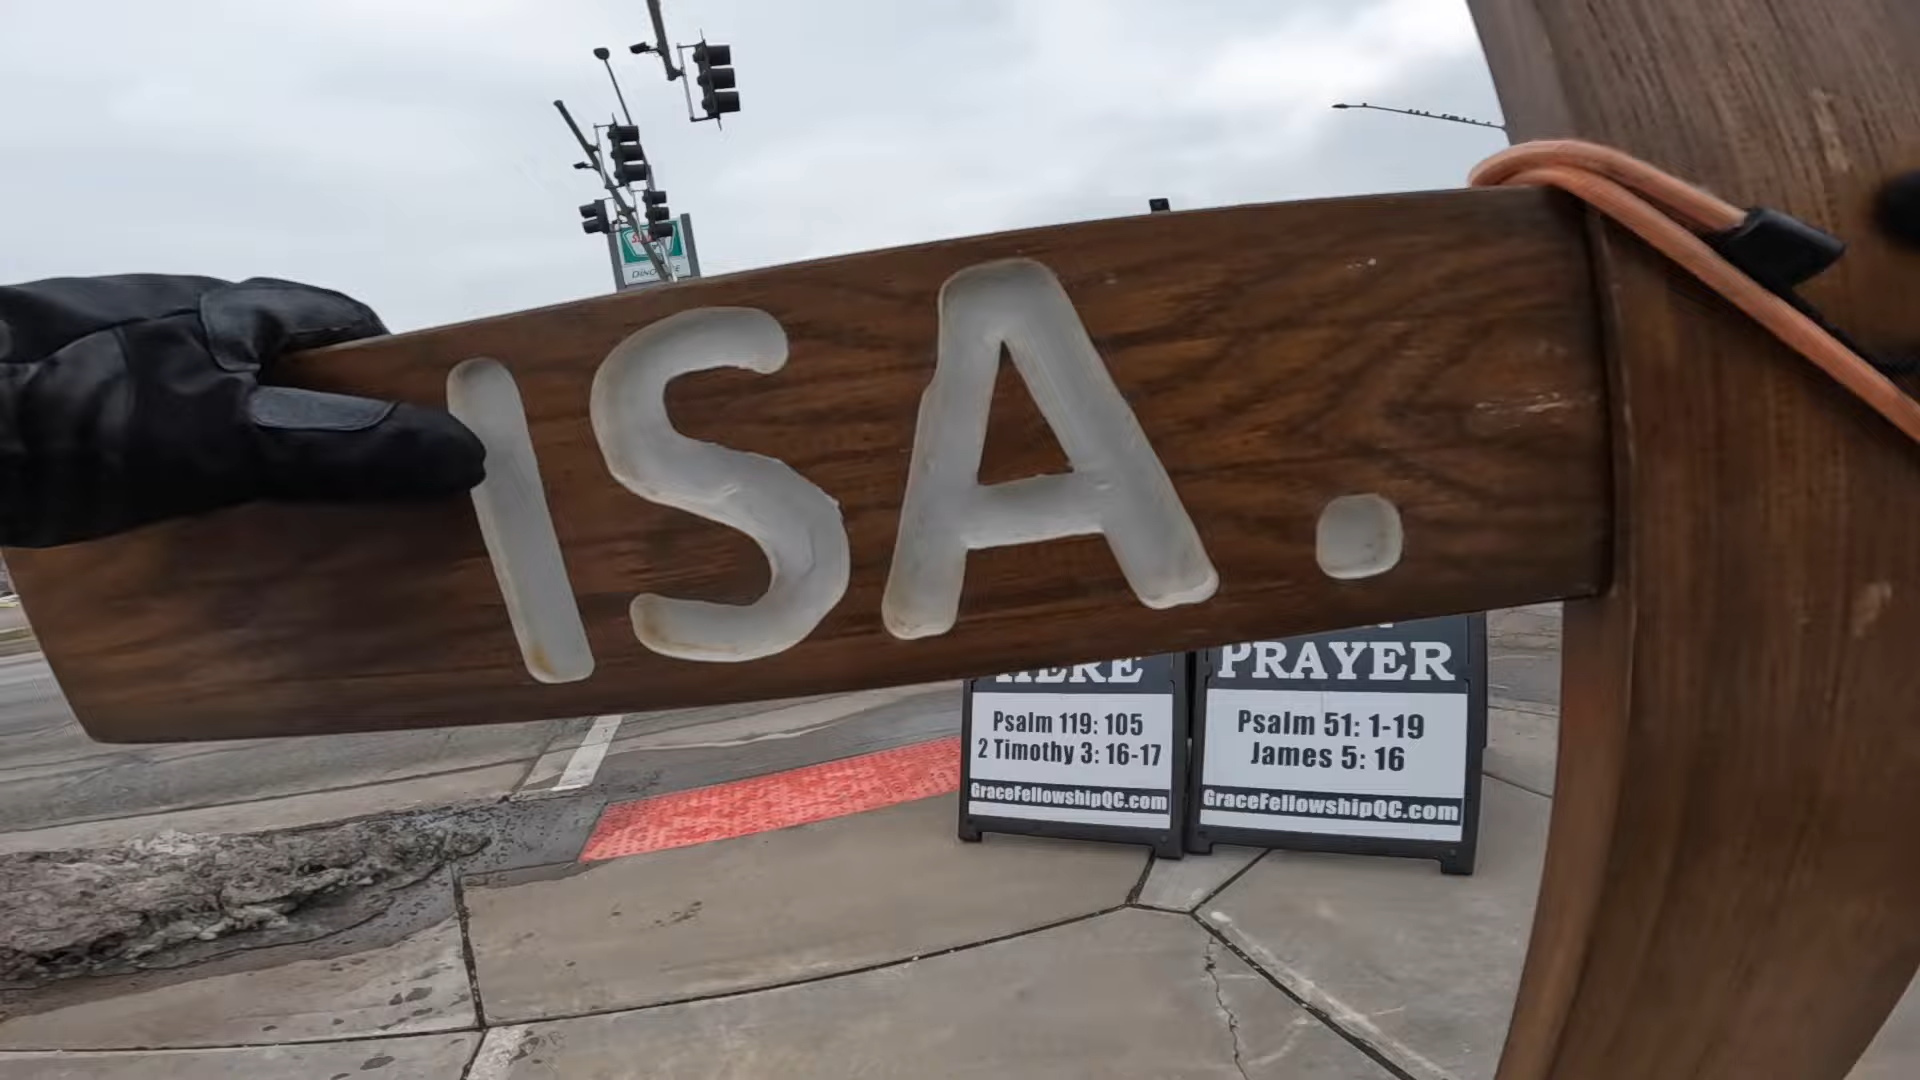 ISA.
HERE
Psalm 119: 105
2 Timothy 3: 16-17
GraceFellowshipQC.com
PRAYER
Psalm 51: 1-19
James 5: 16
GraceFellowshipQC.com